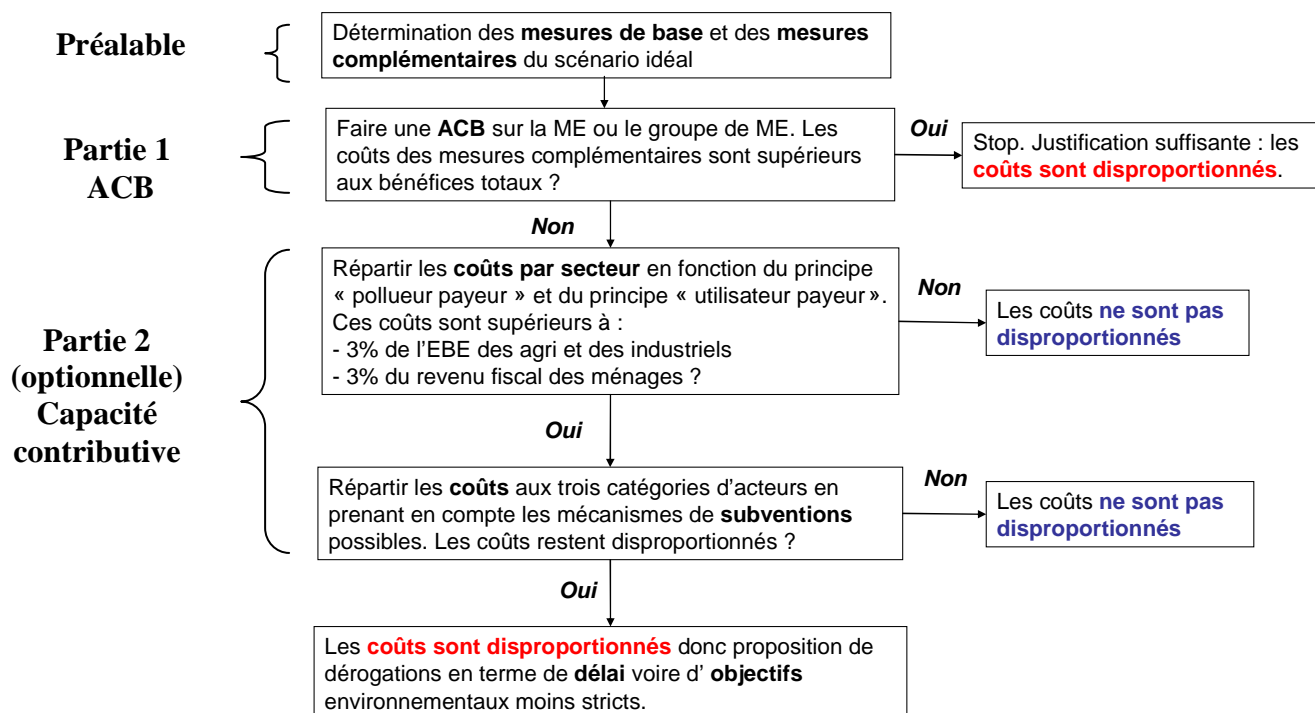 Préalable
Détermination des mesures de base et des mesures
complémentaires du scénario idéal
Partie 1
ACB
Faire une ACB sur la ME ou le groupe de ME. Les
coûts des mesures complémentaires sont supérieurs
aux bénéfices totaux ?
Oui
Stop. Justification suffisante : les
coûts sont disproportionnés.
Non
Partie 2
(optionnelle)
Capacité
contributive
Répartir les coûts par secteur en fonction du principe
« pollueur payeur » et du principe « utilisateur payeur ».
Ces coûts sont supérieurs à :
- 3% de l’EBE des agri et des industriels
- 3% du revenu fiscal des ménages ?
Non
Les coûts ne sont pas
disproportionnés
Oui
Répartir les coûts aux trois catégories d’acteurs en
prenant en compte les mécanismes de subventions
possibles. Les coûts restent disproportionnés ?
Non
Les coûts ne sont pas
disproportionnés
Oui
Les coûts sont disproportionnés donc proposition de
dérogations en terme de délai voire d’ objectifs
environnementaux moins stricts.